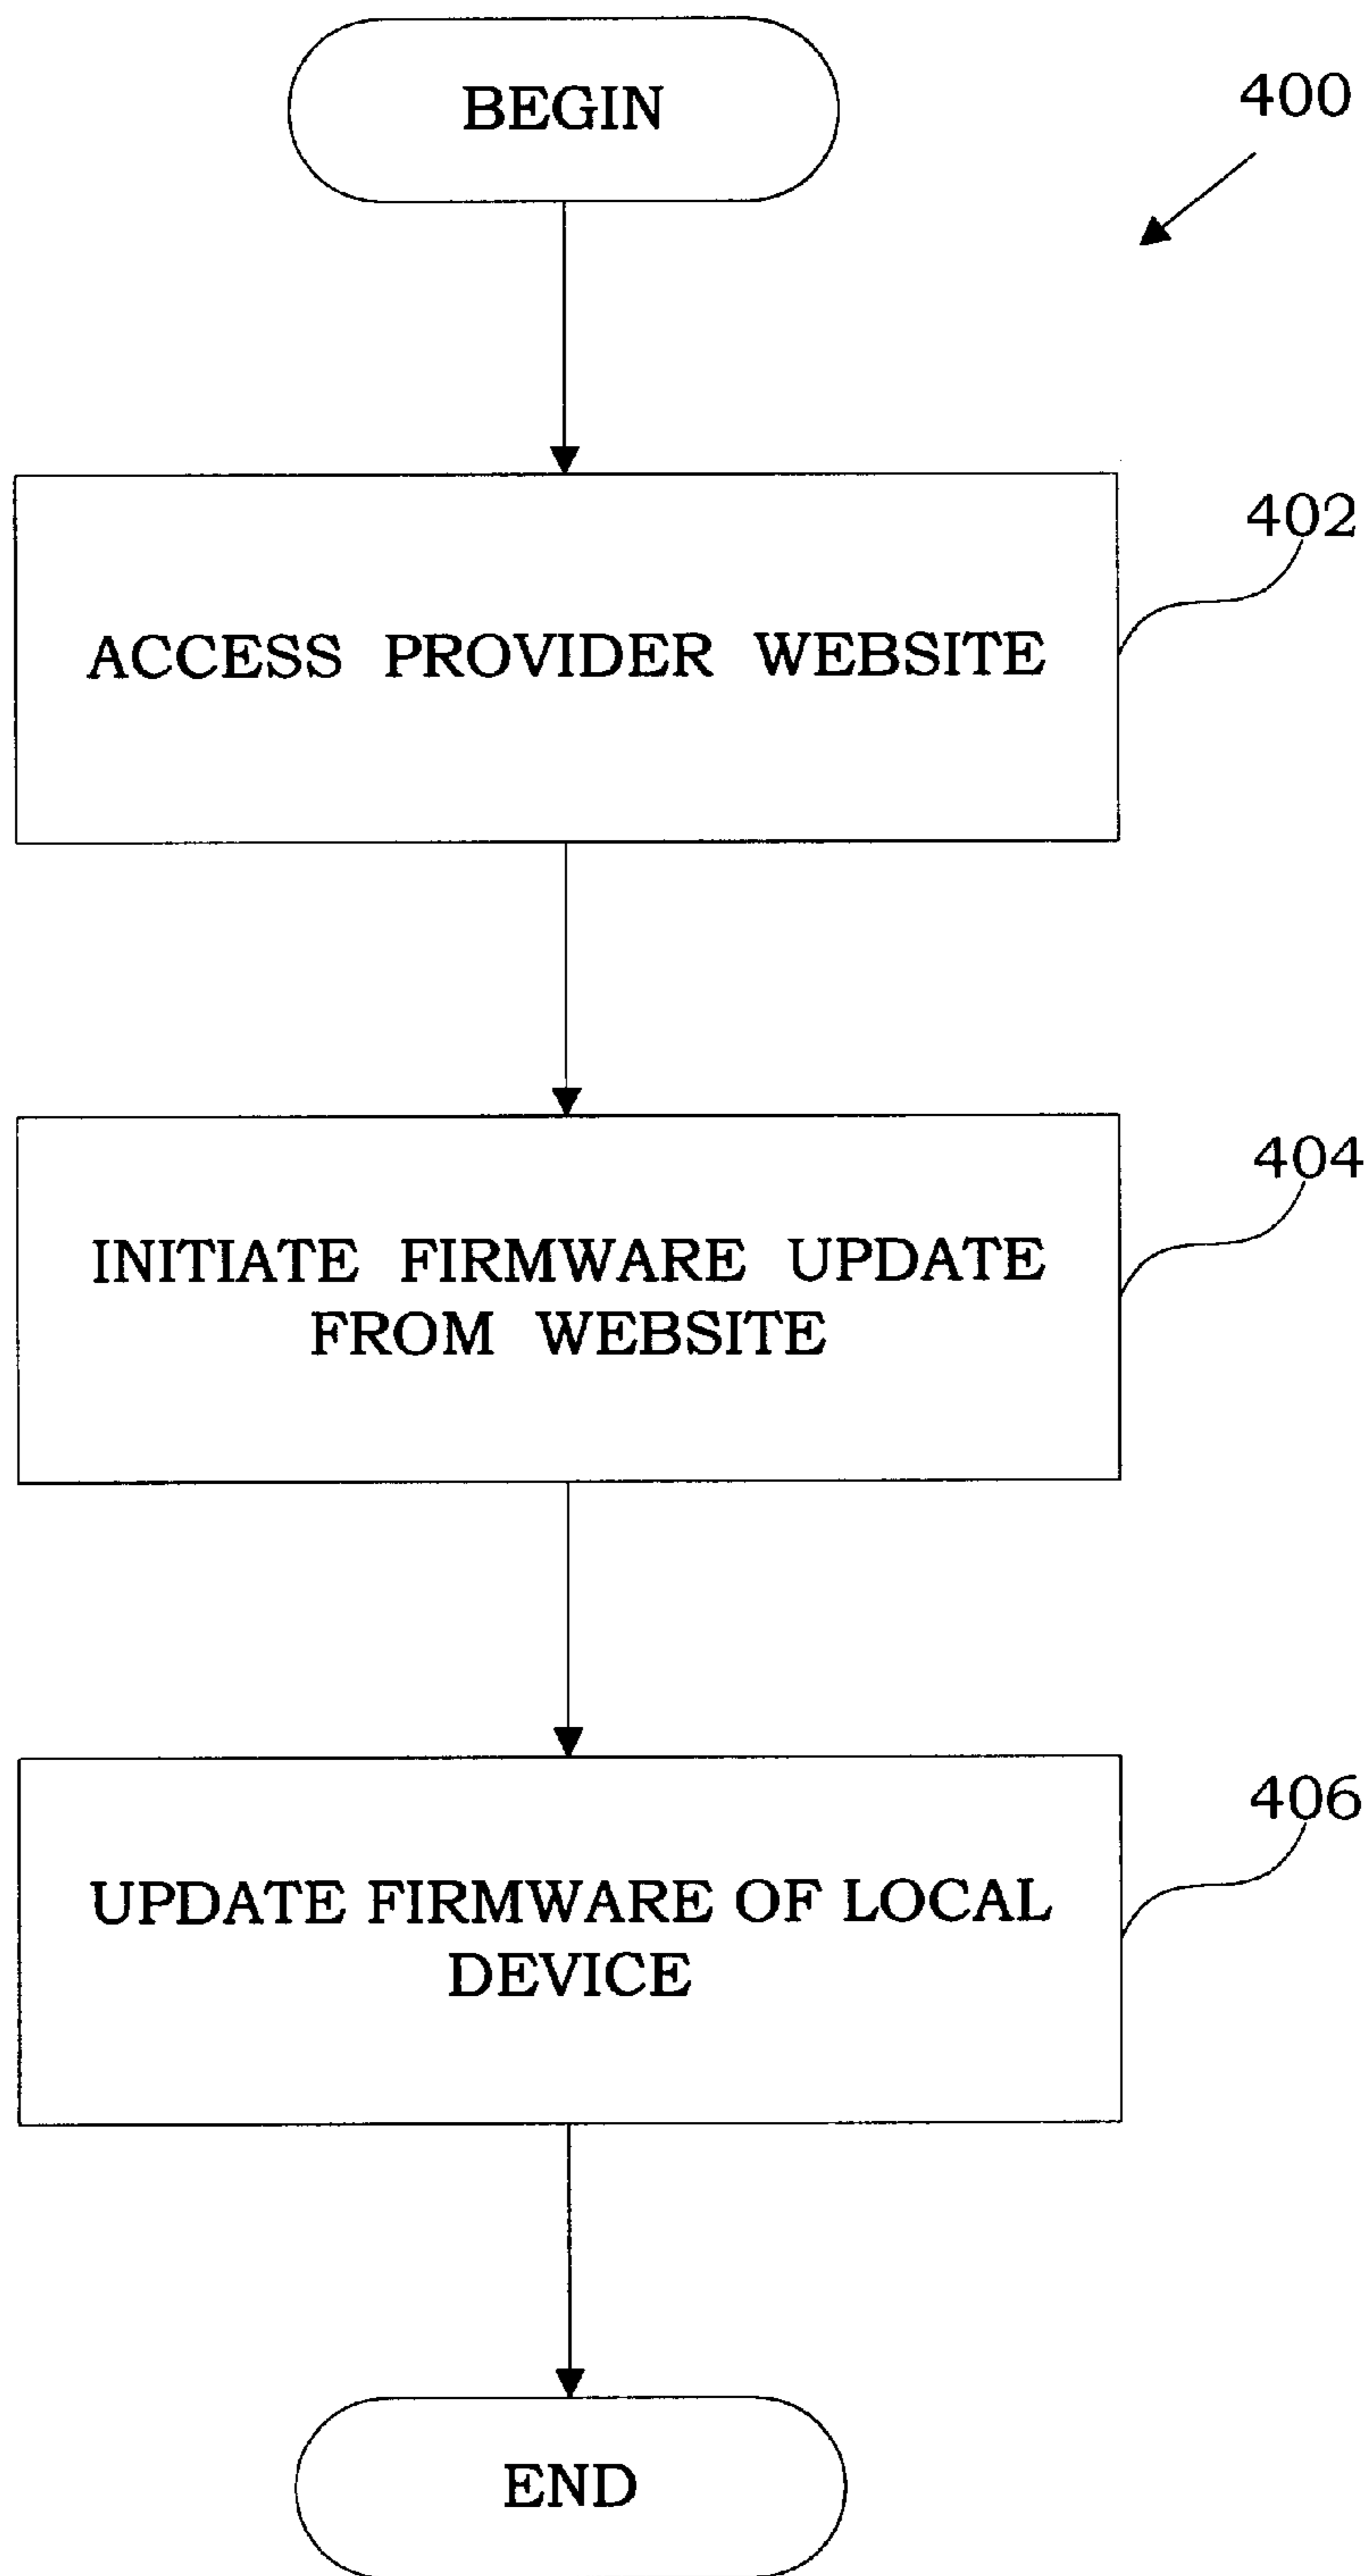 BEGIN
400
402
ACCESS PROVIDER WEBSITE
404
INITIATE FIRMWARE UPDATE
FROM WEBSITE
406
UPDATE FIRMWARE OF LOCAL
DEVICE
END